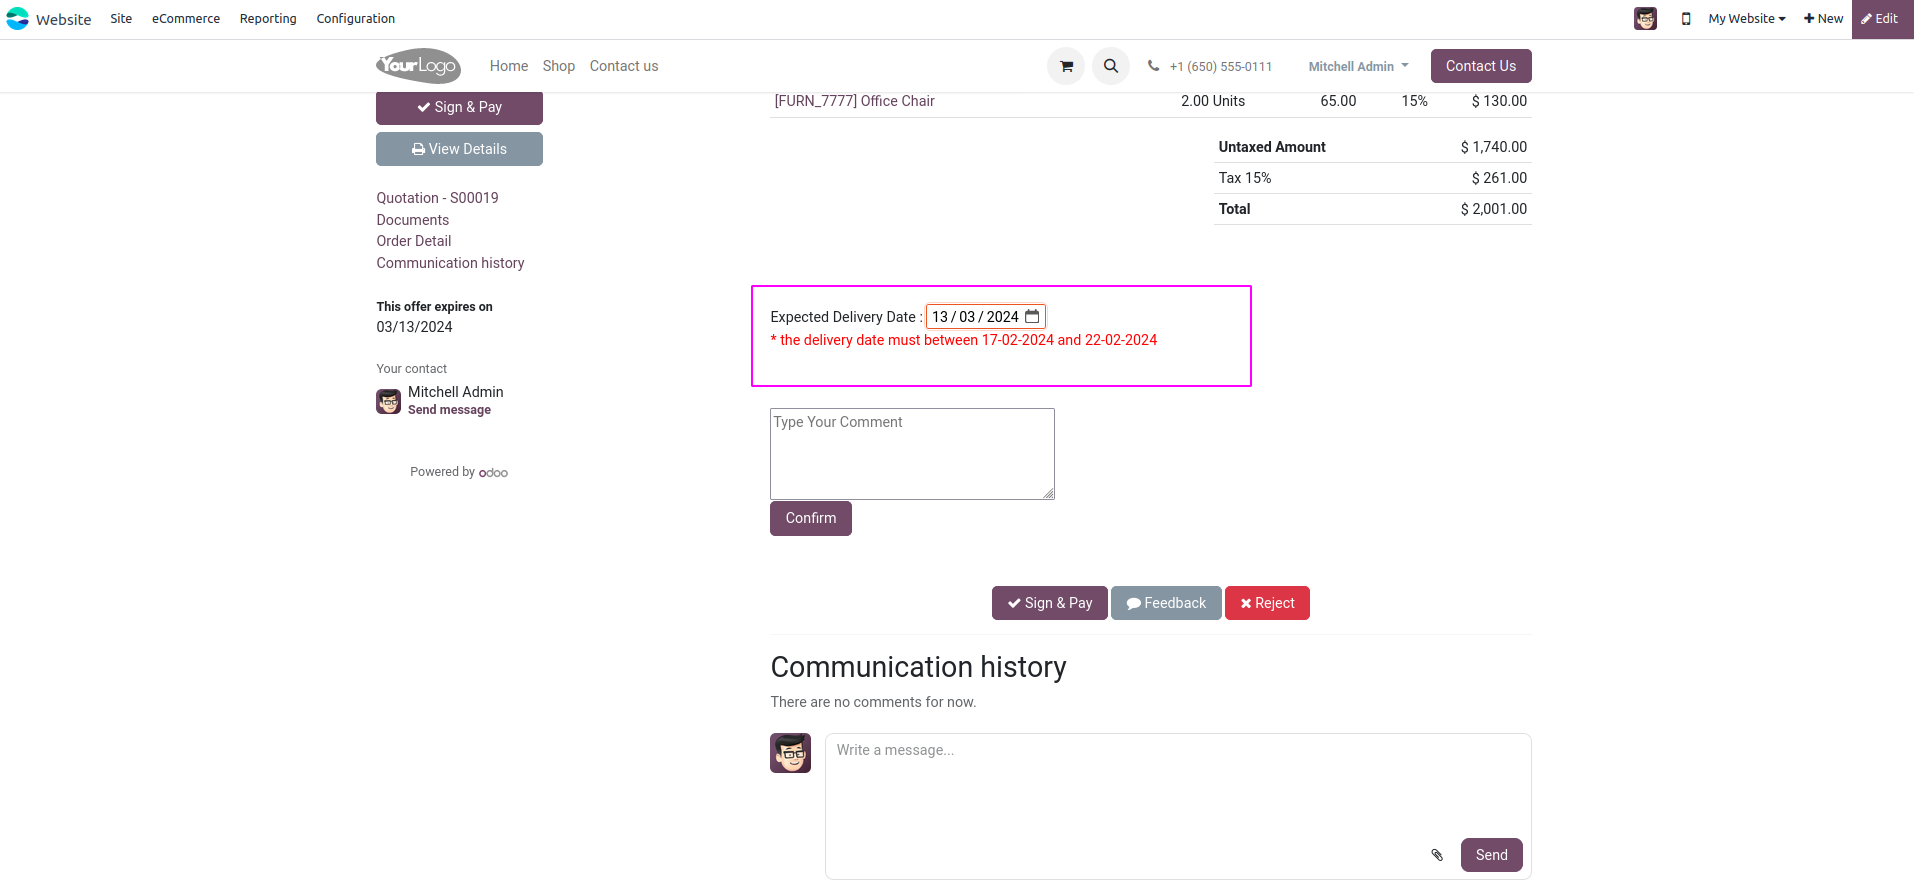 Website Site eCommerce Reporting Configuration My Website New Edit
YourLogo Home Shop Contact us +1 (650) 555-0111 Mitchell Admin Contact Us
Sign & Pay
View Details
Quotation - S00019
Documents
Order Detail
Communication history
This offer expires on
03/13/2024
Your contact
Mitchell Admin
Send message
Powered by odoo
[FURN_7777] Office Chair 2.00 Units 65.00 15% $ 130.00
Untaxed Amount $ 1,740.00
Tax 15% $ 261.00
Total $ 2,001.00
Expected Delivery Date : 13 / 03 / 2024
* the delivery date must between 17-02-2024 and 22-02-2024
Type Your Comment
Confirm
Sign & Pay Feedback Reject
Communication history
There are no comments for now.
Write a message...
Send